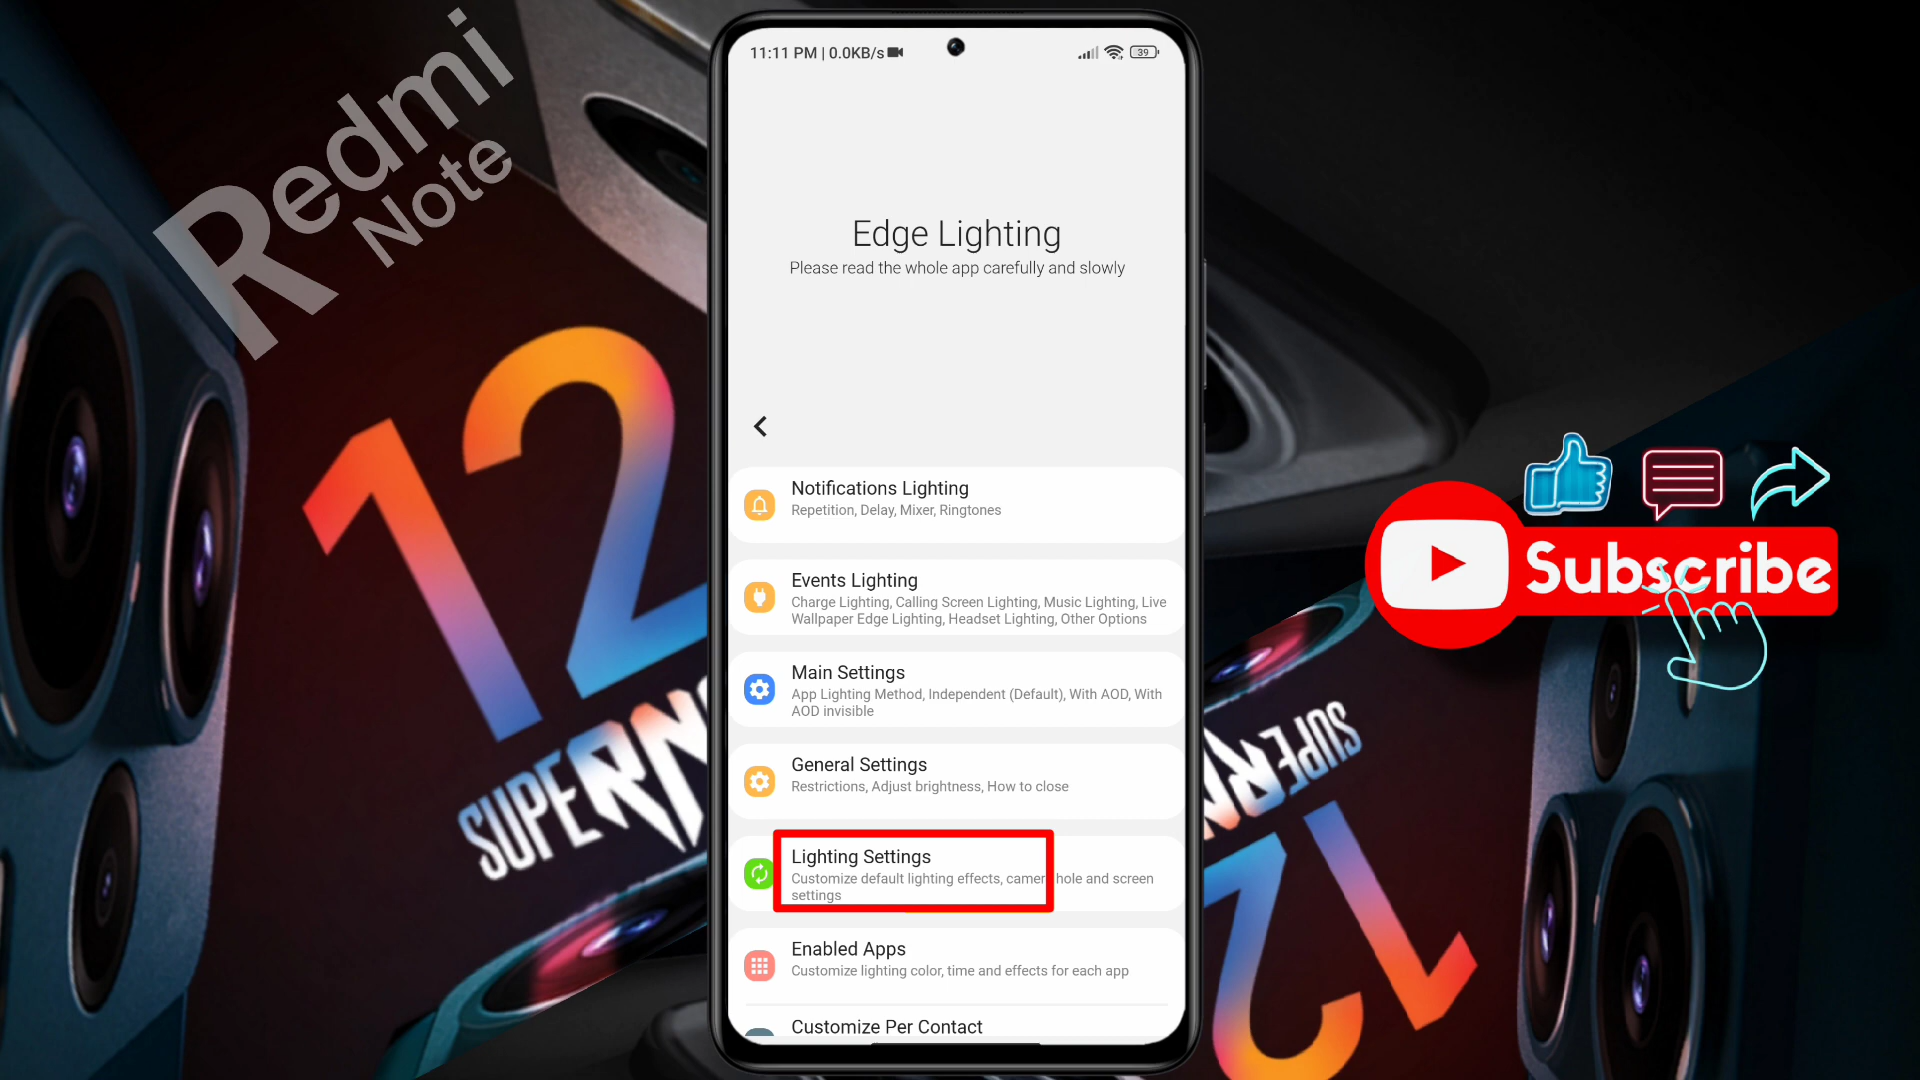 Redmi
Note
12
SUPERN
11:11 PM | 0.0KB/s
39
Edge Lighting
Please read the whole app carefully and slowly
Notifications Lighting
Repetition, Delay, Mixer, Ringtones
Events Lighting
Charge Lighting, Calling Screen Lighting, Music Lighting, Live
Wallpaper Edge Lighting, Headset Lighting, Other Options
Main Settings
App Lighting Method, Independent (Default), With AOD, With
AOD invisible
General Settings
Restrictions, Adjust brightness, How to close
Lighting Settings
Customize default lighting effects, camera hole and screen
settings
Enabled Apps
Customize lighting color, time and effects for each app
Customize Per Contact
Subscribe
SUPERN
12